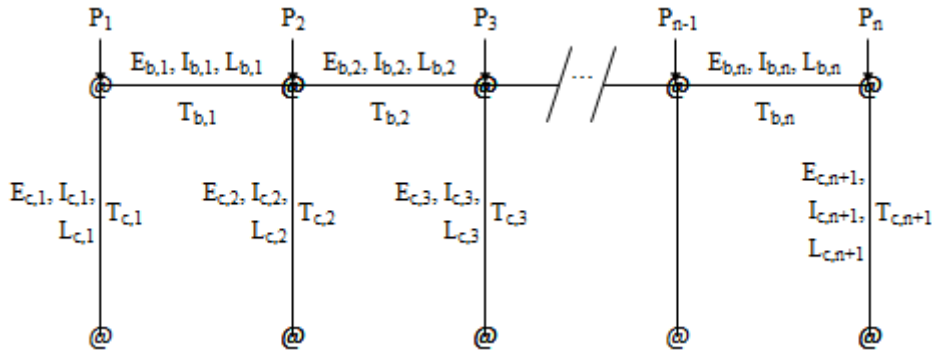 P1 P2 P3 Pn-1 Pn
Eb,1, Ib,1, Lb,1 Eb,2, Ib,2, Lb,2 ... Eb,n, Ib,n, Lb,n
@ @ @ @ @
Tb,1 Tb,2 Tb,n
Ec,1, Ic,1, Lc,1 Tc,1
Ec,2, Ic,2, Lc,2 Tc,2
Ec,3, Ic,3, Lc,3 Tc,3
Ec,n+1, Ic,n+1, Lc,n+1 Tc,n+1
@ @ @ @ @